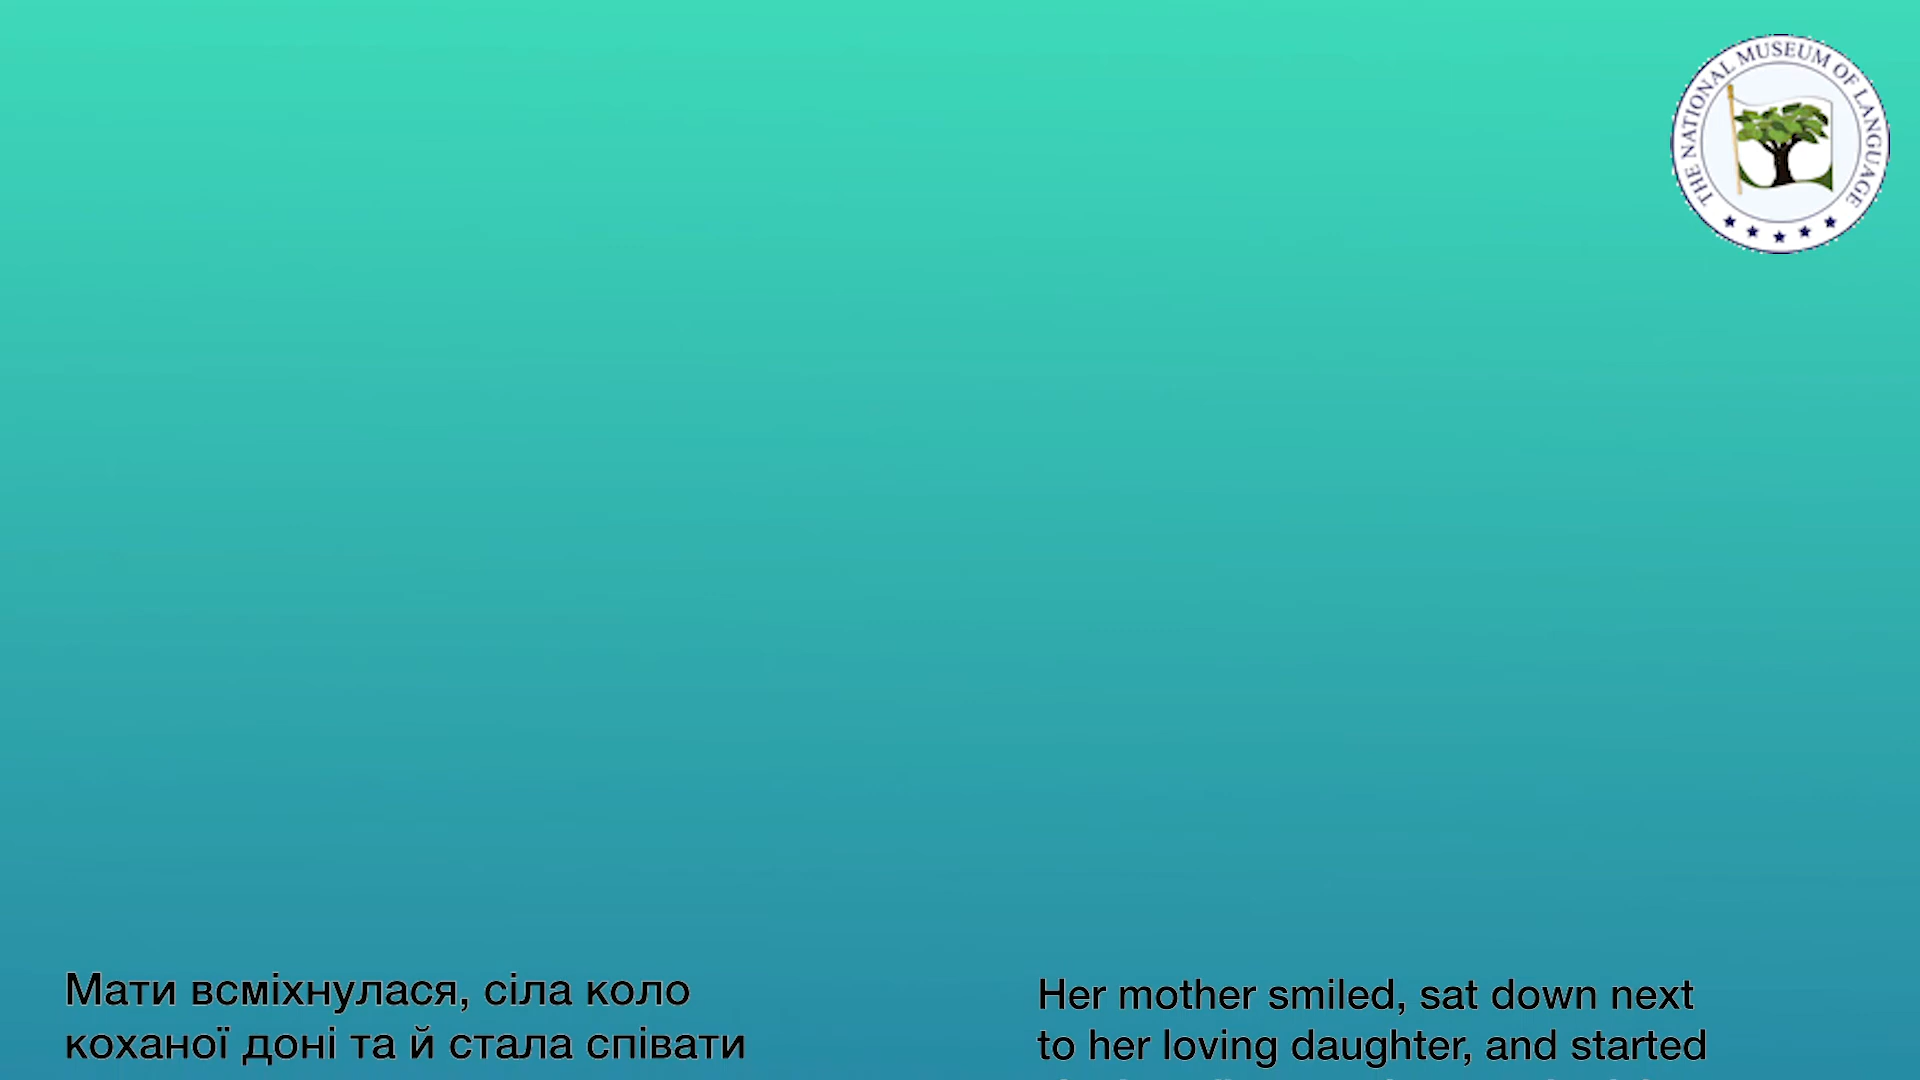 THE NATIONAL MUSEUM OF LANGUAGE
Мати всміхнулася, сіла коло
коханої доні та й стала співати
Her mother smiled, sat down next
to her loving daughter, and started